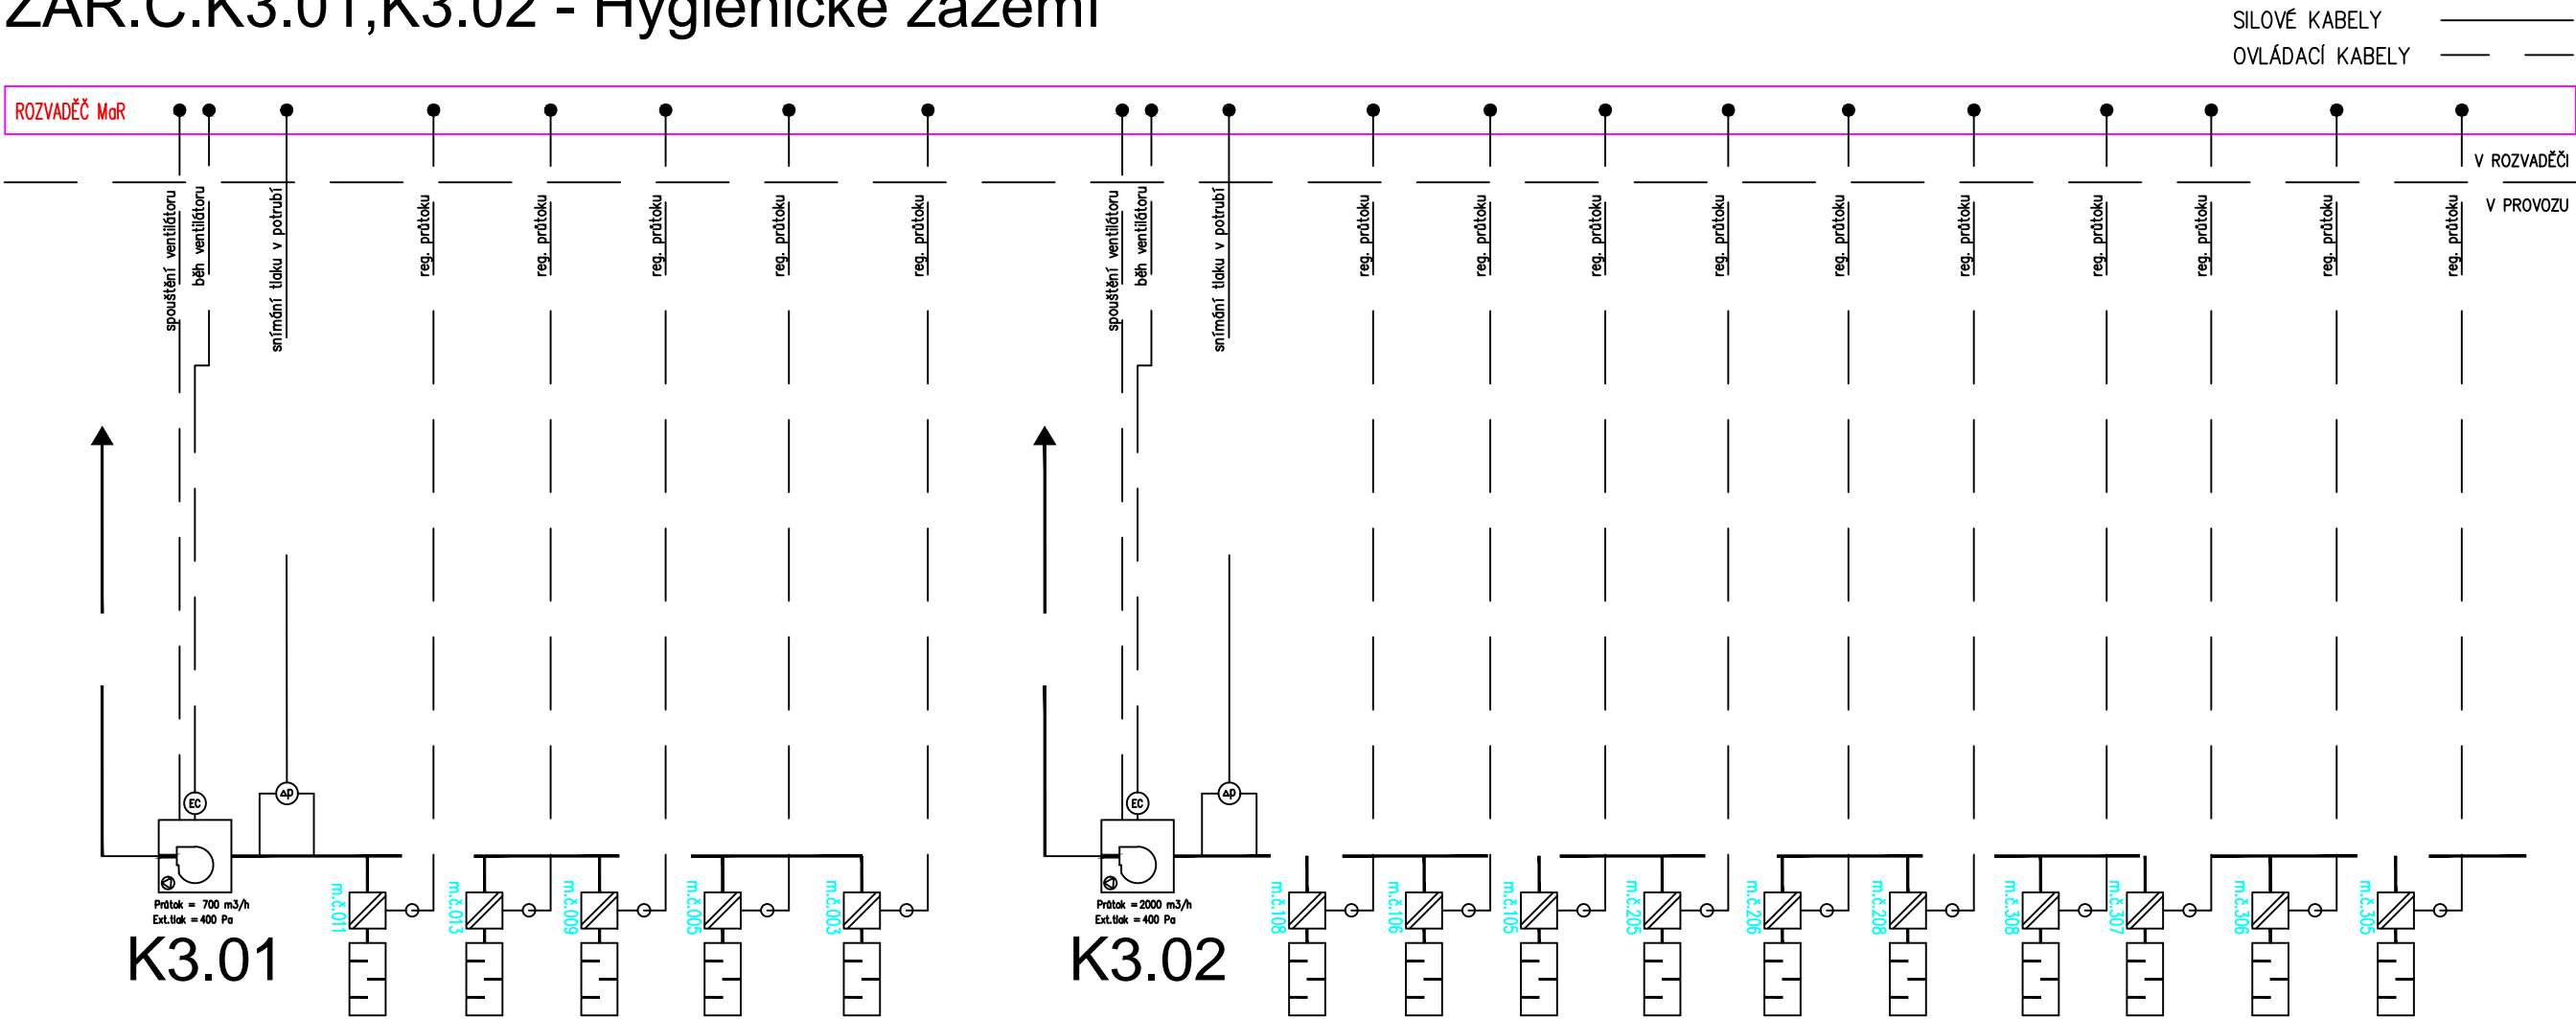 ZAŘ.Č.K3.01,K3.02 - Hygienické zázemí
SILOVÉ KABELY
OVLÁDACÍ KABELY
ROZVADĚČ MaR
V ROZVADĚČI
V PROVOZU
spouštění ventilátoru
běh ventilátoru
snímání tlaku v potrubí
reg. průtoku
reg. průtoku
reg. průtoku
reg. průtoku
reg. průtoku
spouštění ventilátoru
běh ventilátoru
snímání tlaku v potrubí
reg. průtoku
reg. průtoku
reg. průtoku
reg. průtoku
reg. průtoku
reg. průtoku
reg. průtoku
reg. průtoku
reg. průtoku
reg. průtoku
EC
Δp
Průtok = 700 m3/h
Ext.tlak = 400 Pa
K3.01
m.č.011
m.č.013
m.č.009
m.č.005
m.č.003
EC
Δp
Průtok = 2000 m3/h
Ext.tlak = 400 Pa
K3.02
m.č.108
m.č.106
m.č.105
m.č.205
m.č.206
m.č.208
m.č.308
m.č.307
m.č.306
m.č.305